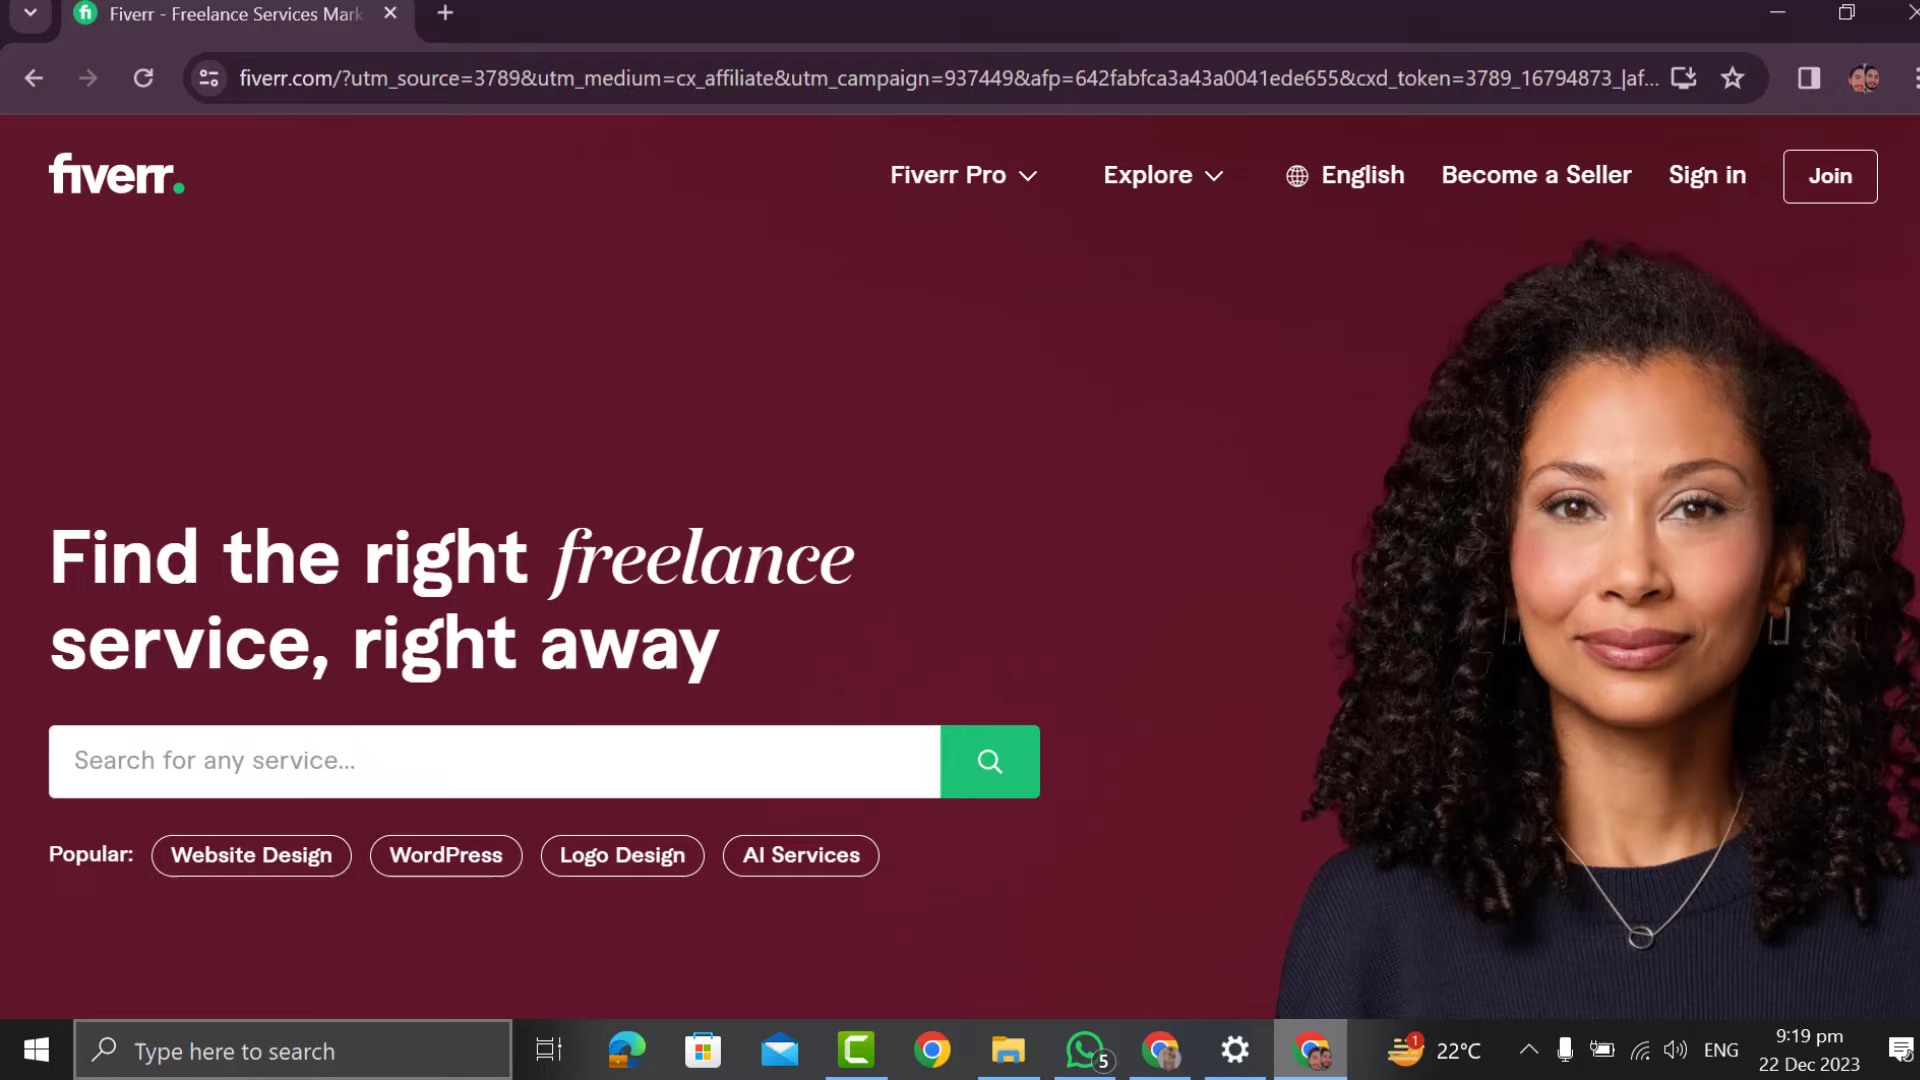 Fiverr - Freelance Services Mark
fiverr.com/?utm_source=3789&utm_medium=cx_affiliate&utm_campaign=937449&afp=642fabfca3a43a0041ede655&cxd_token=3789_16794873_|af...
fiverr.
Fiverr Pro
Explore
English
Become a Seller
Sign in
Join
Find the right freelance
service, right away
Search for any service...
Popular:
Website Design
WordPress
Logo Design
AI Services
Type here to search
5
1
22°C
ENG
9:19 pm
22 Dec 2023